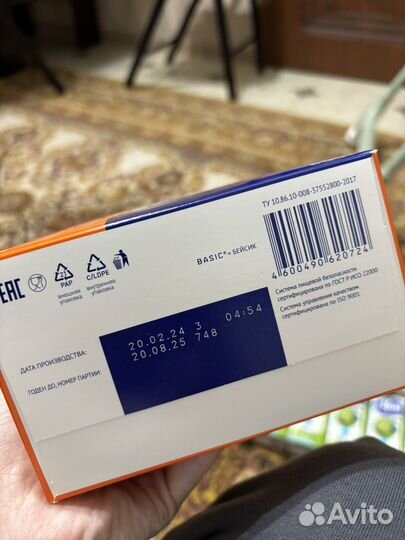 ТУ 10.86.10-008-37552800-2017
BASIC® = БЕЙСИК
4 600490 620724
EAC
21
PAP
внешняя
упаковка
C/LDPE
внутренняя
упаковка
Система пищевой безопасности
сертифицирована по ГОСТ Р ИСО 22000
Система управления качеством
сертифицирована по ISO 9001.
ДАТА ПРОИЗВОДСТВА:
20.02.24 3 04:54
ГОДЕН ДО, НОМЕР ПАРТИИ:
20.08.25 748
Avito